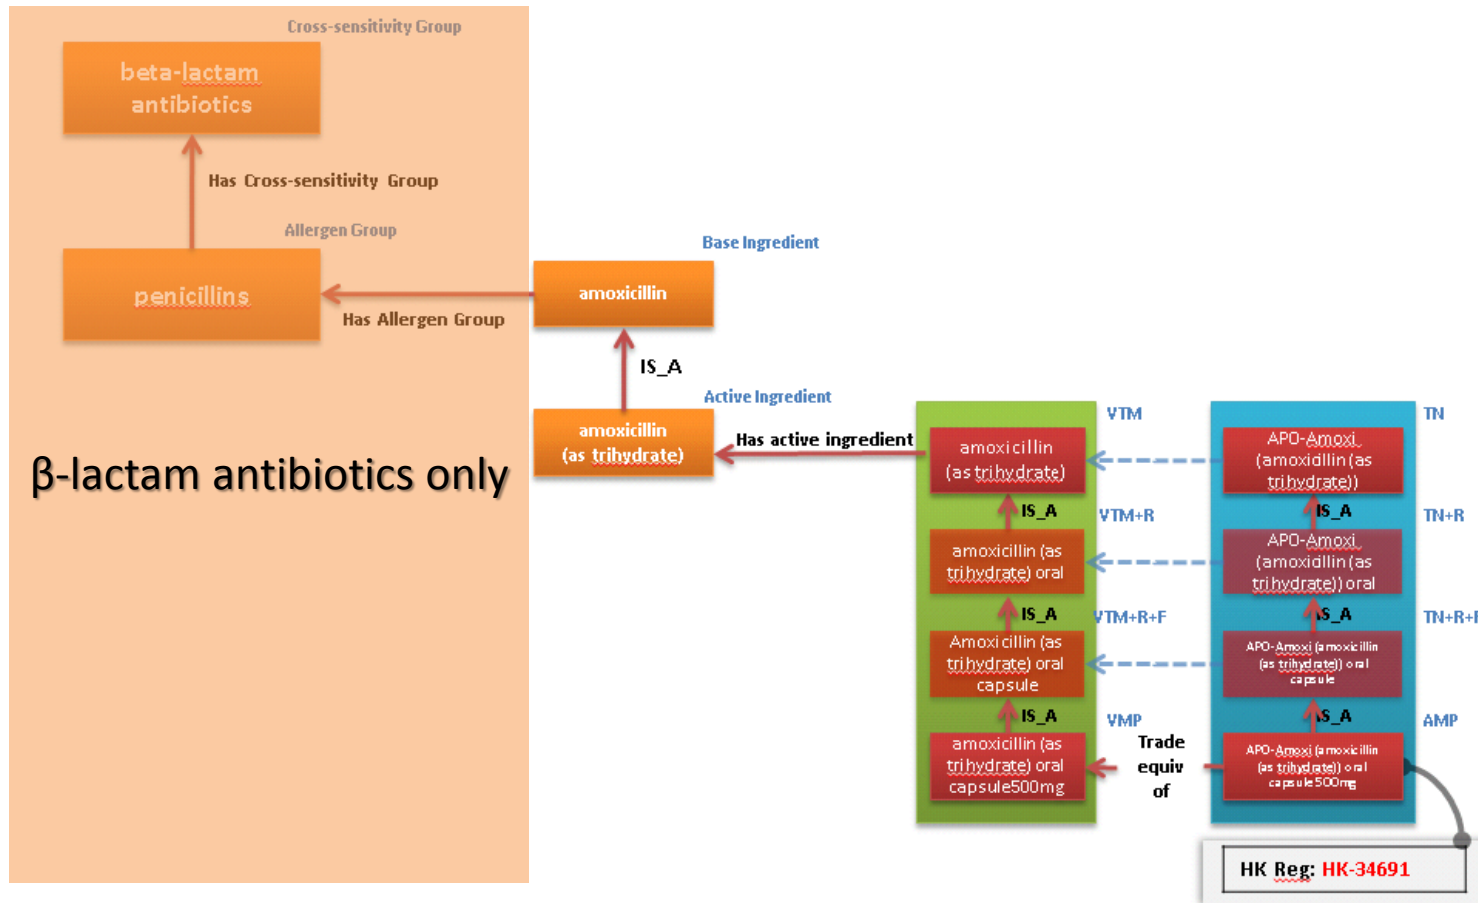 Cross-sensitivity Group
beta-lactam
antibiotics
Has Cross-sensitivity Group
Allergen Group
penicillins
Has Allergen Group
β-lactam antibiotics only
Base Ingredient
amoxicillin
IS_A
Active Ingredient
amoxicillin
(as trihydrate)
Has active ingredient
VTM
amoxicillin
(as trihydrate)
IS_A
VTM+R
amoxicillin (as
trihydrate) oral
IS_A
VTM+R+F
Amoxicillin (as
trihydrate) oral
capsule
IS_A
VMP
amoxicillin (as
trihydrate) oral
capsule500mg
Trade
equiv
of
TN
APO-Amoxi
(amoxicillin (as
trihydrate))
IS_A
TN+R
APO-Amoxi
(amoxicillin (as
trihydrate)) oral
IS_A
TN+R+F
APO-Amoxi (amoxicillin
(as trihydrate)) oral
capsule
IS_A
AMP
APO-Amoxi (amoxicillin
(as trihydrate)) oral
capsule500mg
HK Reg: HK-34691